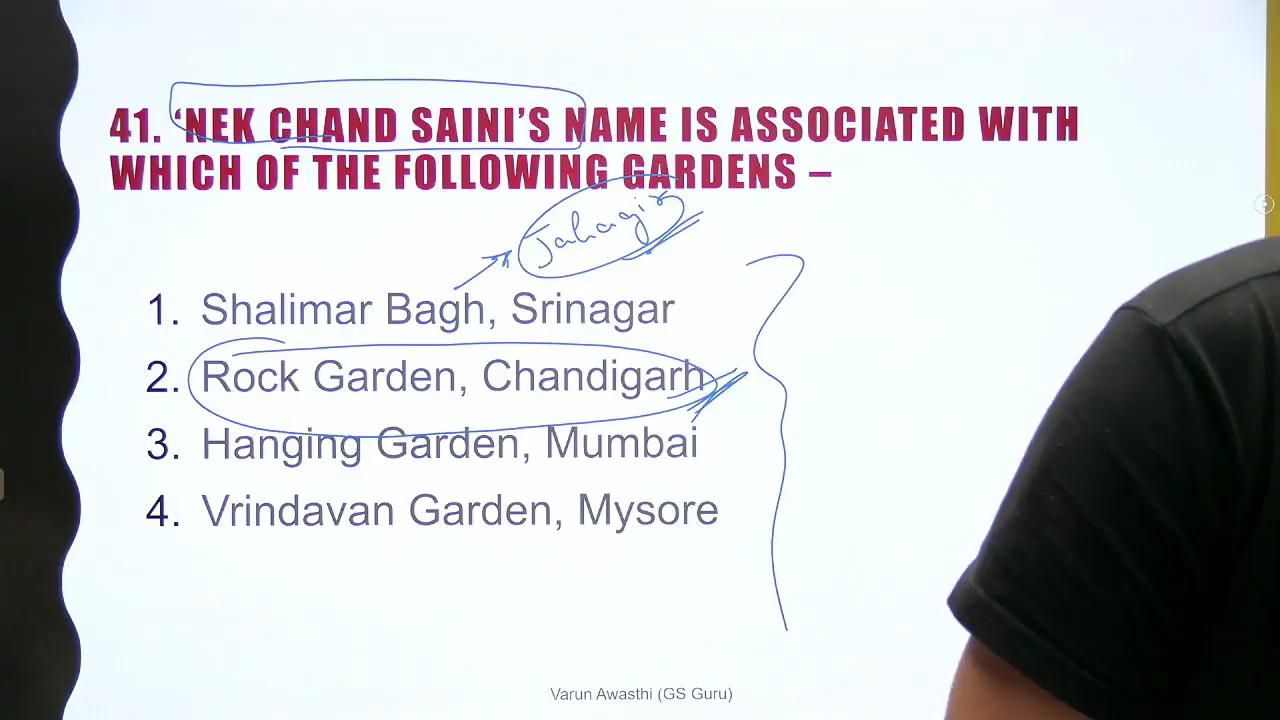 41. ‘NEK CHAND SAINI’S NAME IS ASSOCIATED WITH
WHICH OF THE FOLLOWING GARDENS –
Jahagir
1. Shalimar Bagh, Srinagar
2. Rock Garden, Chandigarh
3. Hanging Garden, Mumbai
4. Vrindavan Garden, Mysore
Varun Awasthi (GS Guru)